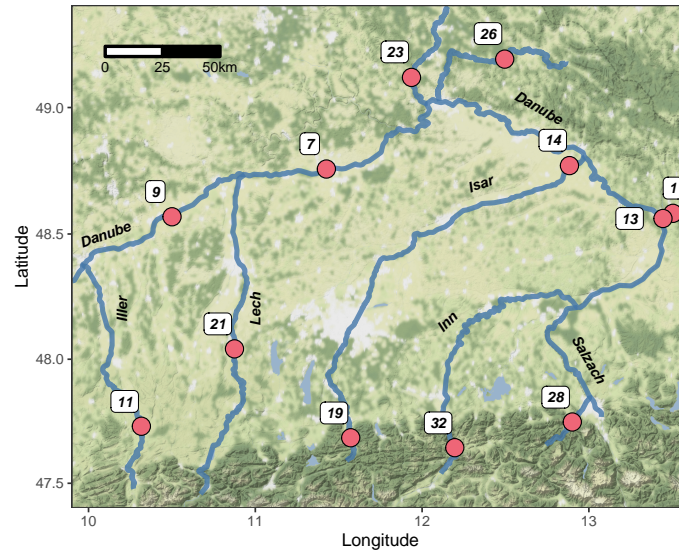 26
23
0 25 50km
49.0
Danube
7
14
Isar
9
1
13
48.5
Danube
Latitude
Iller
Lech
Inn
21
Salzach
48.0
11
19
32
28
47.5
10 11 12 13
Longitude